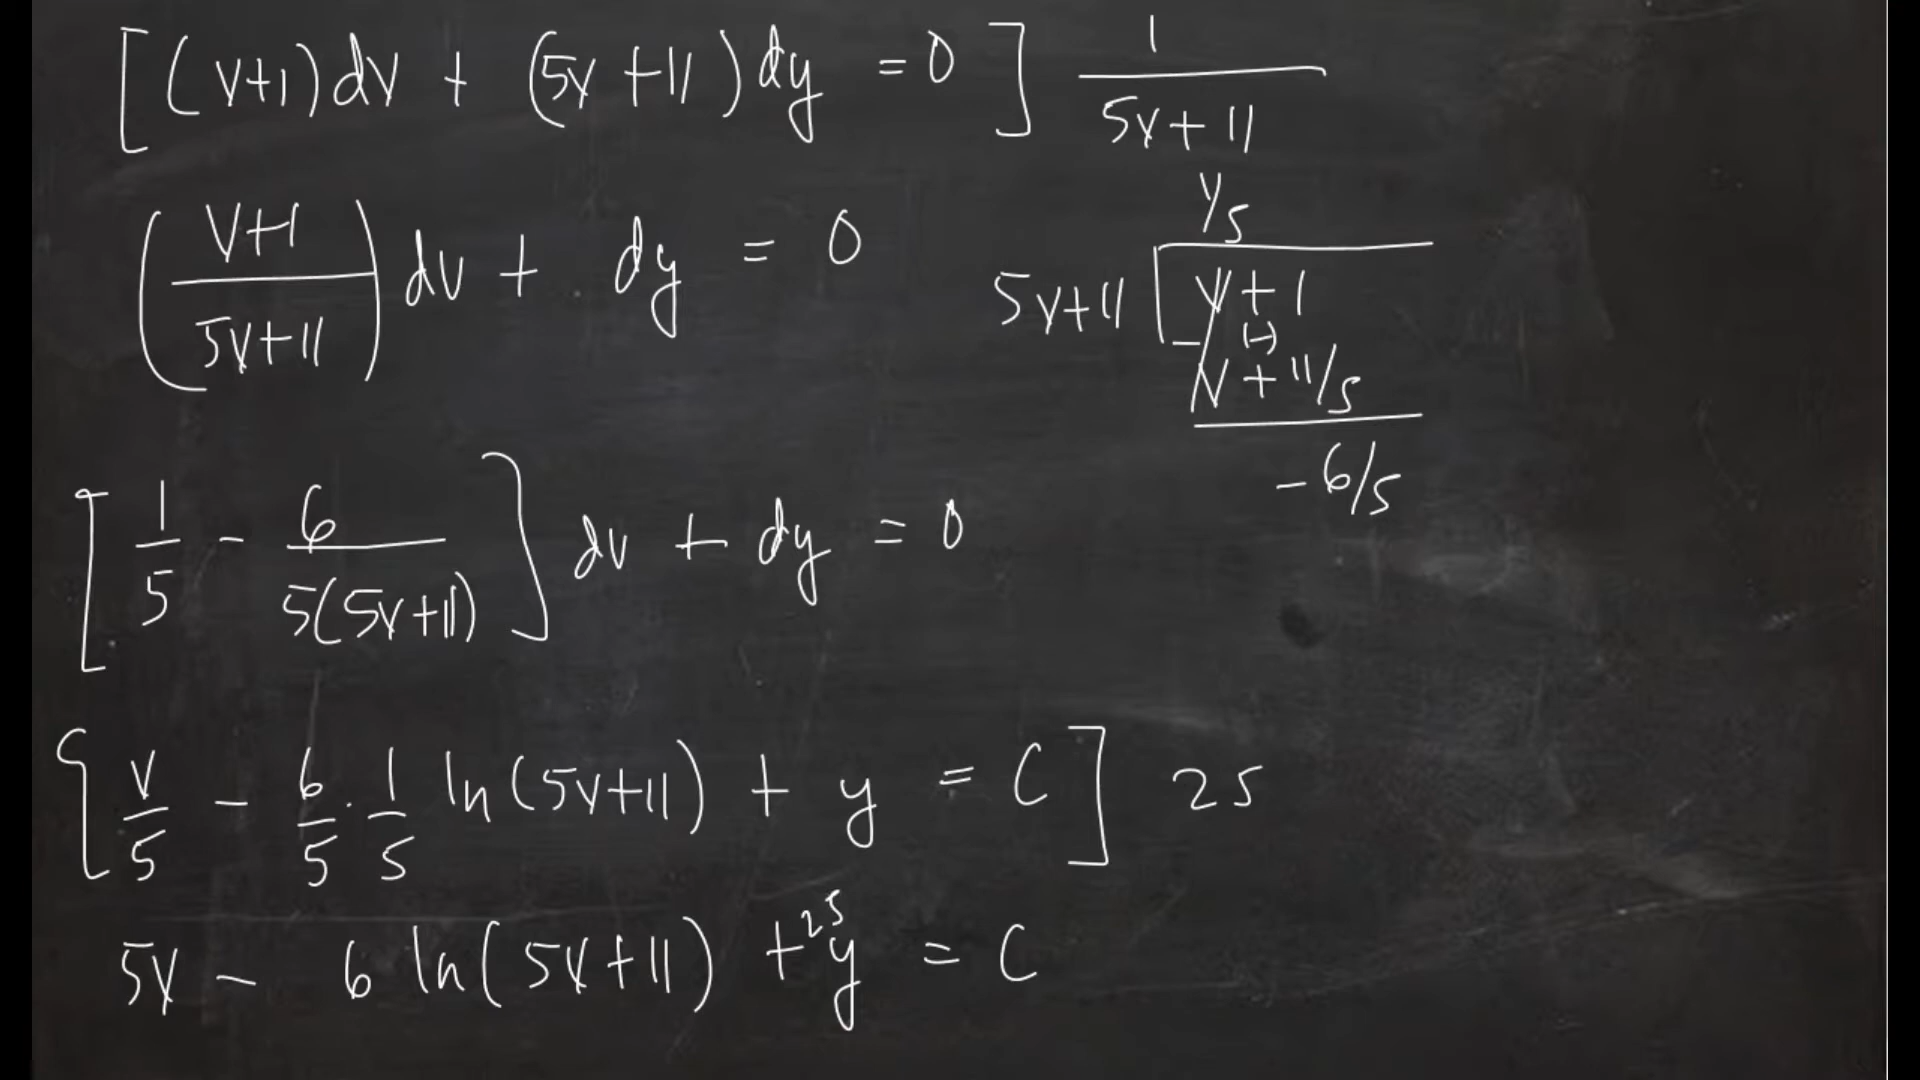 [(v+1)dv + (5v+11)dy = 0] 1/(5v+11)
((v+1)/(5v+11))dv + dy = 0
1/5
5v+11 | v+1
- (-)
v + 11/5
- 6/5
[1/5 - 6/(5(5v+11))] dv + dy = 0
[v/5 - 6/5 · 1/5 ln(5v+11) + y = C] 25
5v - 6 ln(5v+11) + 25y = C